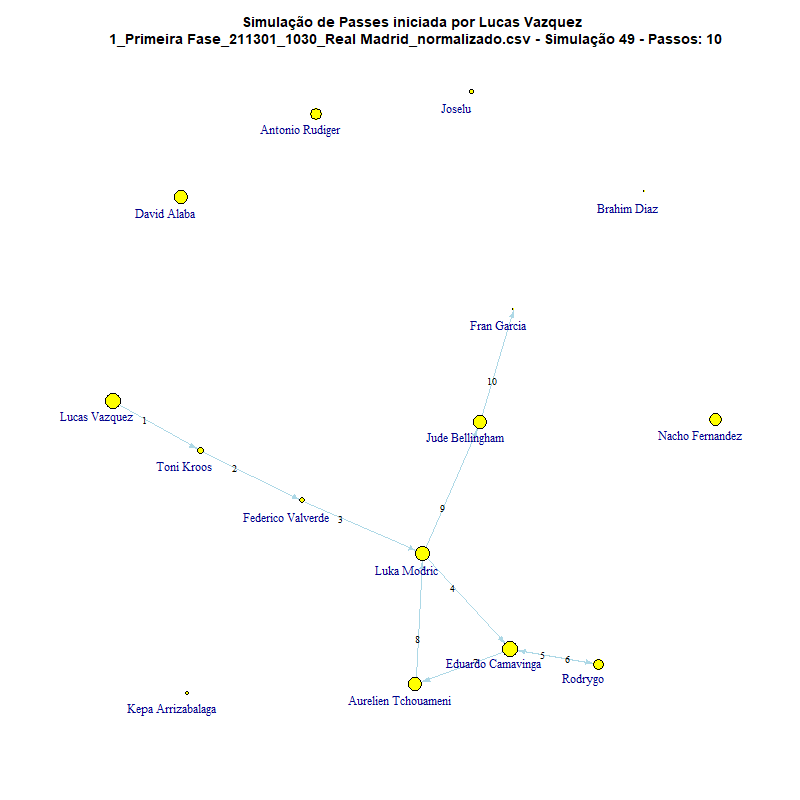 Simulação de Passes iniciada por Lucas Vazquez
1_Primeira Fase_211301_1030_Real Madrid_normalizado.csv - Simulação 49 - Passos: 10
Joselu
Antonio Rudiger
David Alaba
Brahim Diaz
Fran Garcia
10
Lucas Vazquez
1
Jude Bellingham
Nacho Fernandez
Toni Kroos
2
Federico Valverde
3
9
Luka Modric
4
8
Eduardo Camavinga
5
6
7
Rodrygo
Aurelien Tchouameni
Kepa Arrizabalaga